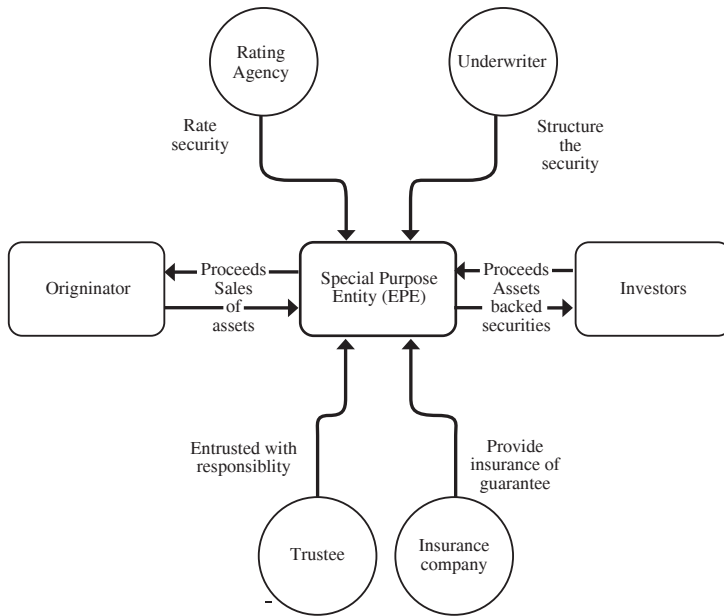 Rating
Agency
Underwriter
Rate
security
Structure
the
security
Origninator
Proceeds
Sales
of
assets
Special Purpose
Entity (EPE)
Proceeds
Assets
backed
securities
Investors
Entrusted with
responsiblity
Provide
insurance of
guarantee
Trustee
Insurance
company